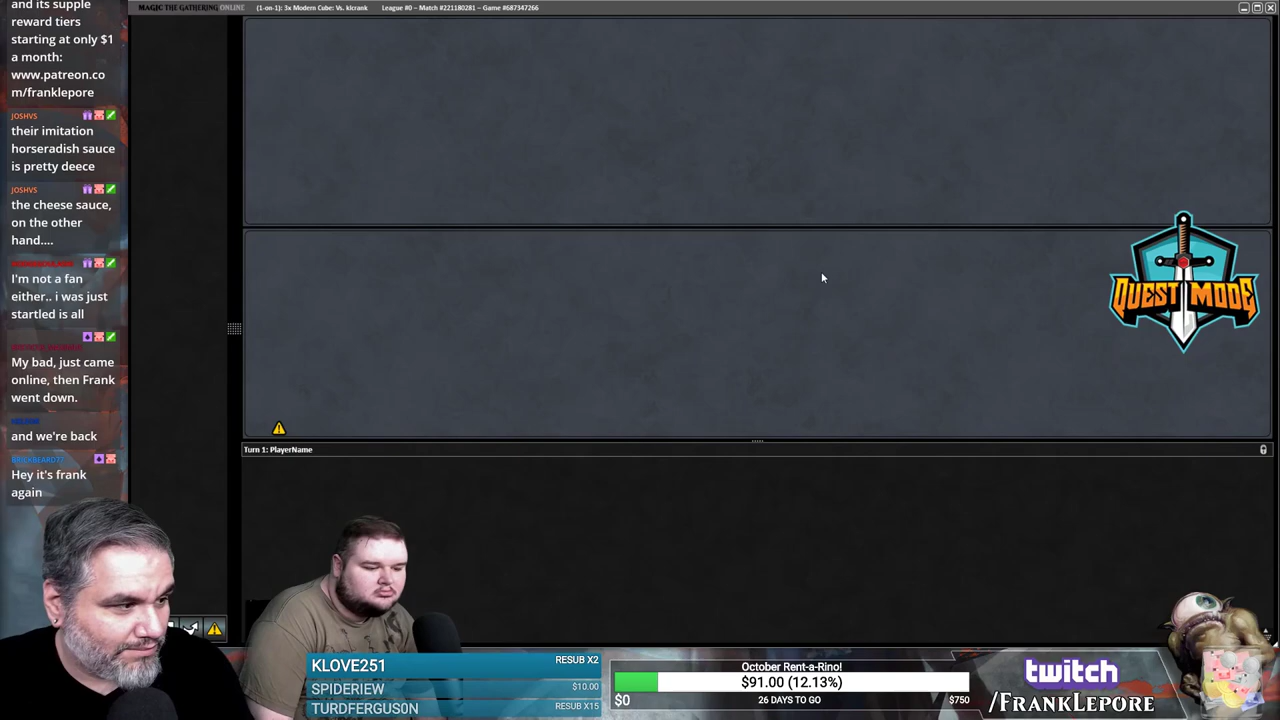 MAGIC THE GATHERING ONLINE (1-on-1): 3x Modern Cube: Vs. klcrank League #0 – Match #221180281 – Game #687347266
and its supple
reward tiers
starting at only $1
a month:
www.patreon.co
m/franklepore
JOSHVS
their imitation
horseradish sauce
is pretty deece
JOSHVS
the cheese sauce,
on the other
hand....
I'm not a fan
either.. i was just
startled is all
My bad, just came
online, then Frank
went down.
and we're back
Hey it's frank
again
QUEST MODE
Turn 1: PlayerName
KLOVE251 RESUB X2
SPIDERIEW $10.00
TURDFERGUS0N RESUB X15
October Rent-a-Rino!
$91.00 (12.13%)
$0 26 DAYS TO GO $750
twitch
/FRANKLEPORE